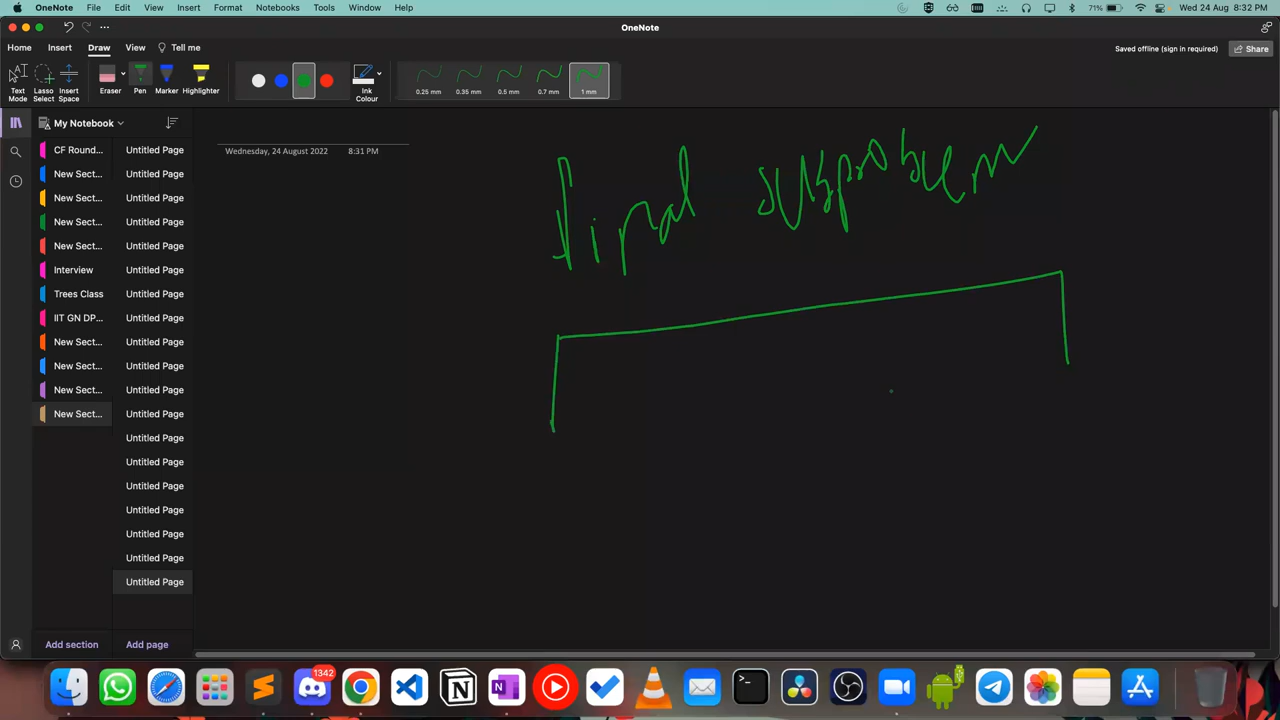 OneNote File Edit View Insert Format Notebooks Tools Window Help 71% Wed 24 Aug 8:32 PM
OneNote
Home Insert Draw View Tell me
Saved offline (sign in required) Share
Text Mode Lasso Select Insert Space Eraser Pen Marker Highlighter Ink Colour 0.25 mm 0.35 mm 0.5 mm 0.7 mm 1 mm
My Notebook
CF Round... Untitled Page
New Sect... Untitled Page
New Sect... Untitled Page
New Sect... Untitled Page
New Sect... Untitled Page
Interview Untitled Page
Trees Class Untitled Page
IIT GN DP... Untitled Page
New Sect... Untitled Page
New Sect... Untitled Page
New Sect... Untitled Page
New Sect... Untitled Page
Untitled Page
Untitled Page
Untitled Page
Untitled Page
Untitled Page
Untitled Page
Untitled Page
Add section Add page
Wednesday, 24 August 2022 8:31 PM
final subproblem
1342